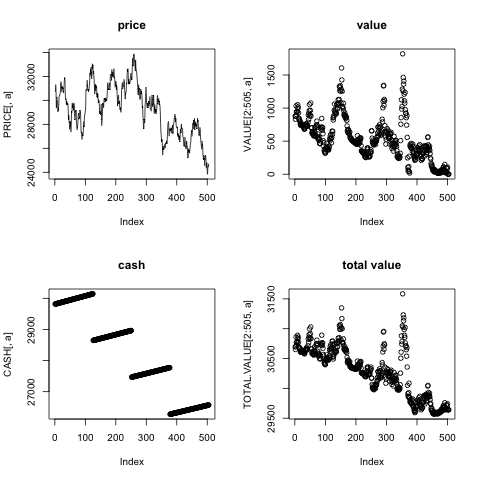 price
PRICE[, a]
24000 28000 32000
0 100 200 300 400 500
Index
value
VALUE[2:505, a]
0 500 1000 1500
0 100 200 300 400 500
Index
cash
CASH[, a]
27000 29000
0 100 200 300 400 500
Index
total value
TOTAL.VALUE[2:505, a]
29500 30500 31500
0 100 200 300 400 500
Index